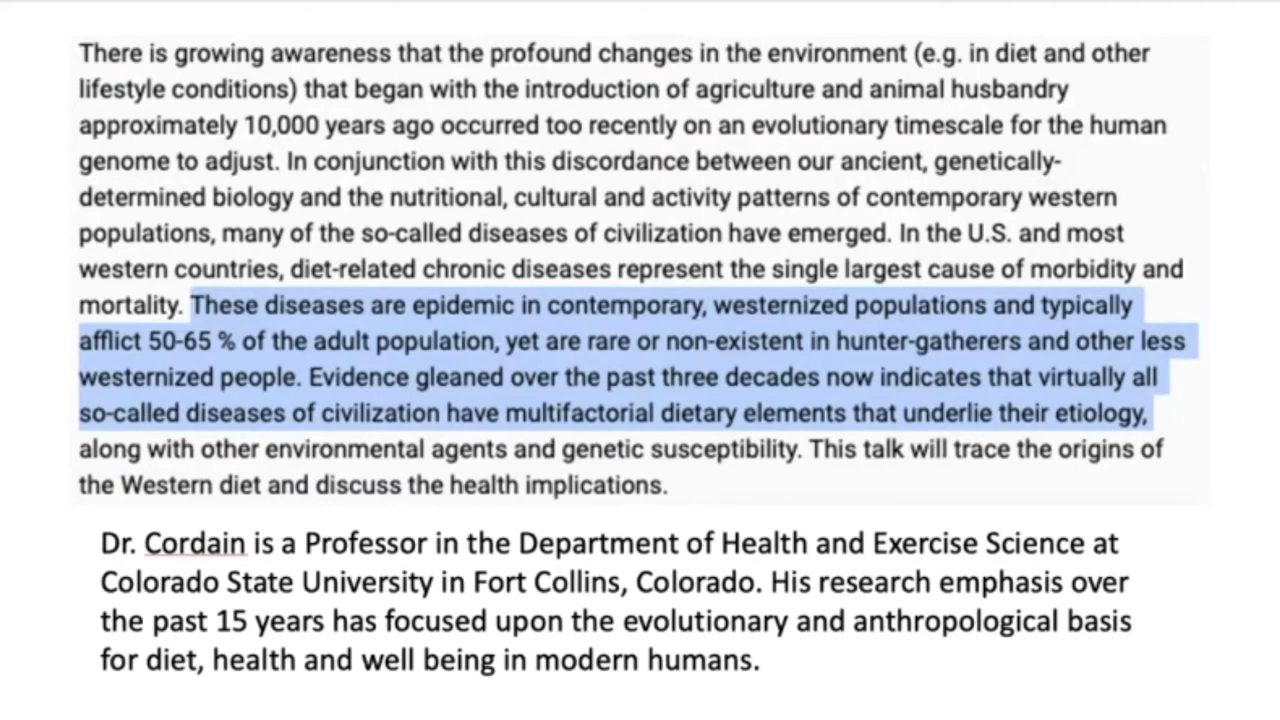 There is growing awareness that the profound changes in the environment (e.g. in diet and other
lifestyle conditions) that began with the introduction of agriculture and animal husbandry
approximately 10,000 years ago occurred too recently on an evolutionary timescale for the human
genome to adjust. In conjunction with this discordance between our ancient, genetically-
determined biology and the nutritional, cultural and activity patterns of contemporary western
populations, many of the so-called diseases of civilization have emerged. In the U.S. and most
western countries, diet-related chronic diseases represent the single largest cause of morbidity and
mortality. These diseases are epidemic in contemporary, westernized populations and typically
afflict 50-65 % of the adult population, yet are rare or non-existent in hunter-gatherers and other less
westernized people. Evidence gleaned over the past three decades now indicates that virtually all
so-called diseases of civilization have multifactorial dietary elements that underlie their etiology,
along with other environmental agents and genetic susceptibility. This talk will trace the origins of
the Western diet and discuss the health implications.
Dr. Cordain is a Professor in the Department of Health and Exercise Science at
Colorado State University in Fort Collins, Colorado. His research emphasis over
the past 15 years has focused upon the evolutionary and anthropological basis
for diet, health and well being in modern humans.